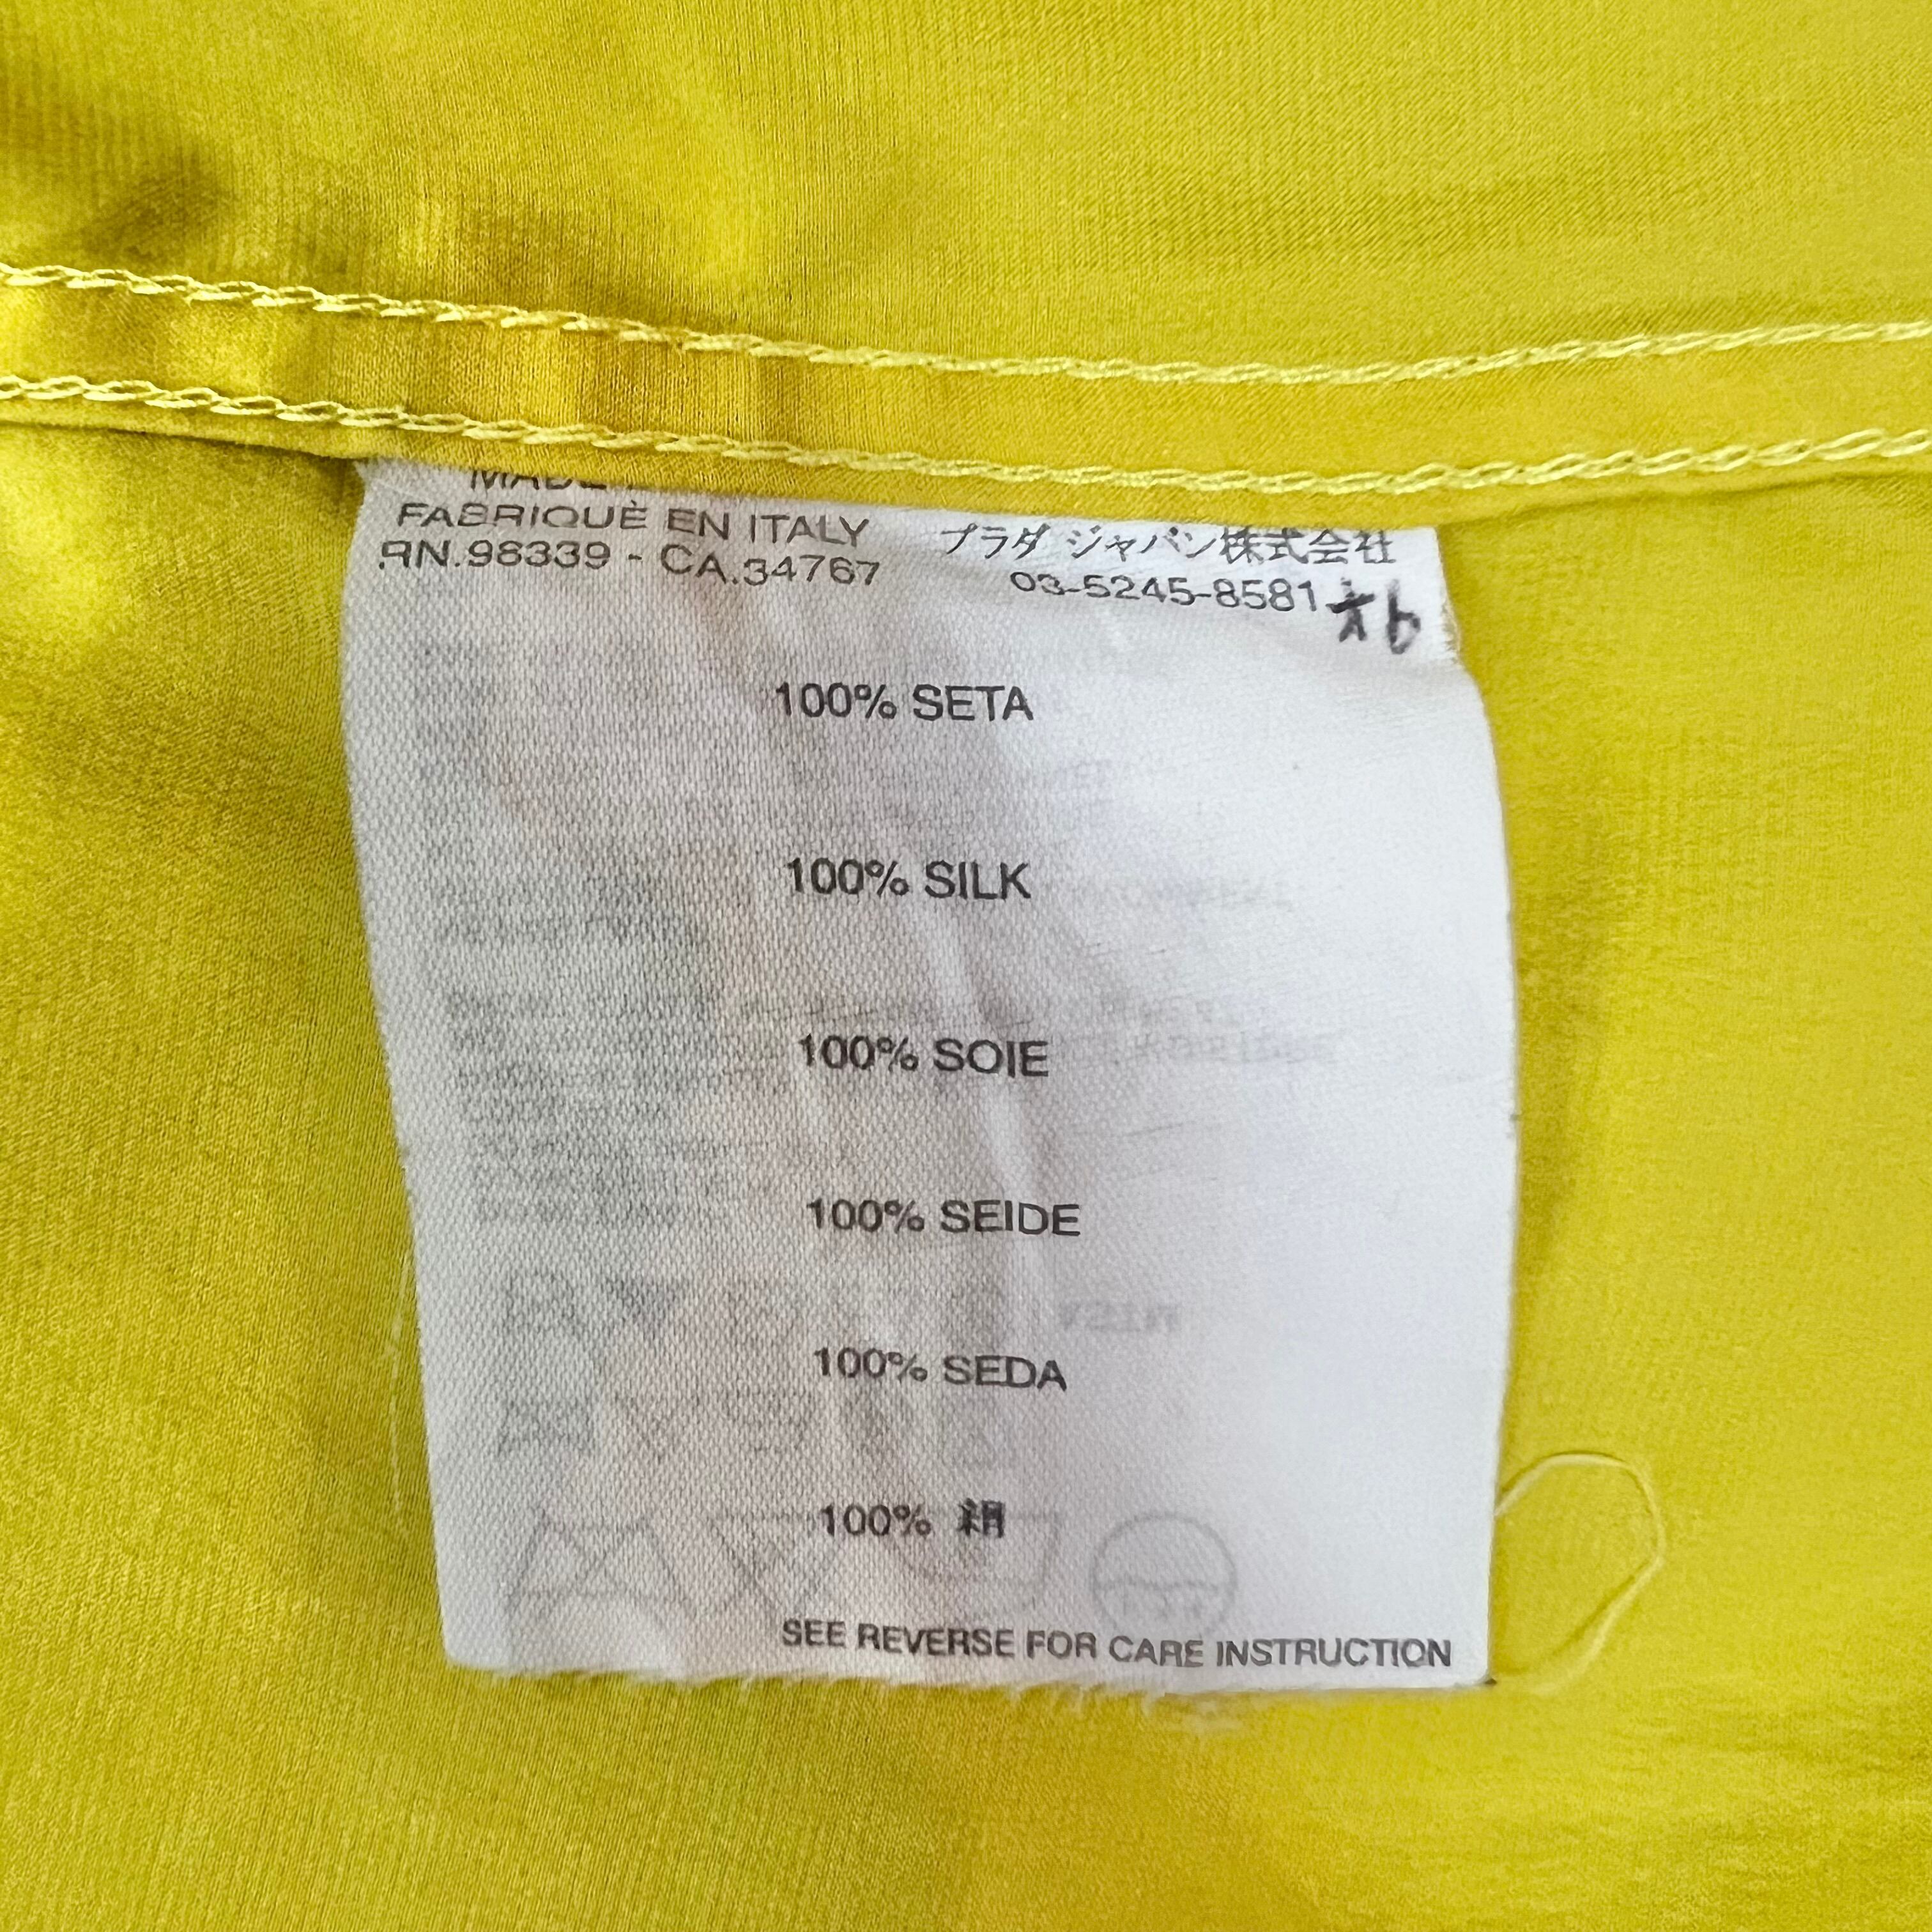 FABRIQUÈ EN ITALY
RN.98339 - CA.34767
プラダ ジャパン株式会社
03-5245-8581
100% SETA
100% SILK
100% SOIE
100% SEIDE
100% SEDA
100% 絹
SEE REVERSE FOR CARE INSTRUCTION